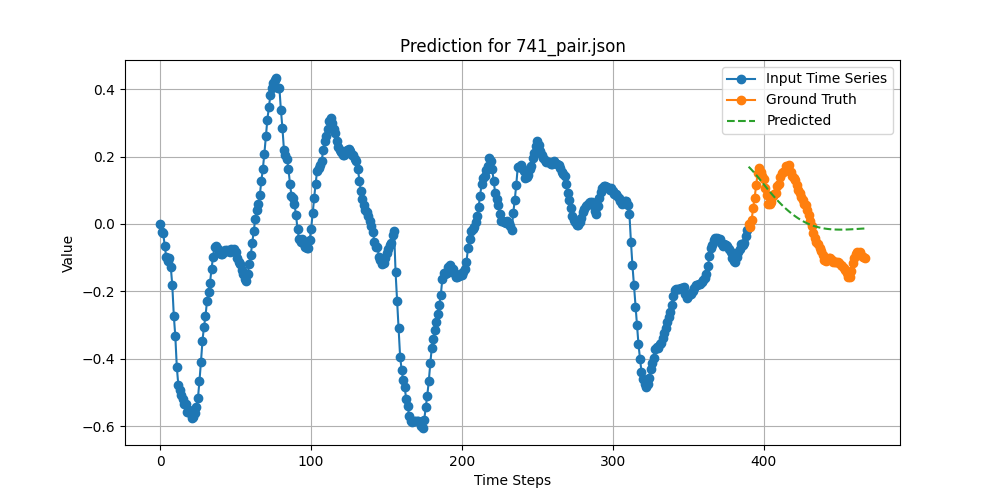 Prediction for 741_pair.json
Input Time Series
Ground Truth
Predicted
0.4
0.2
0.0
−0.2
−0.4
−0.6
Value
0
100
200
300
400
Time Steps